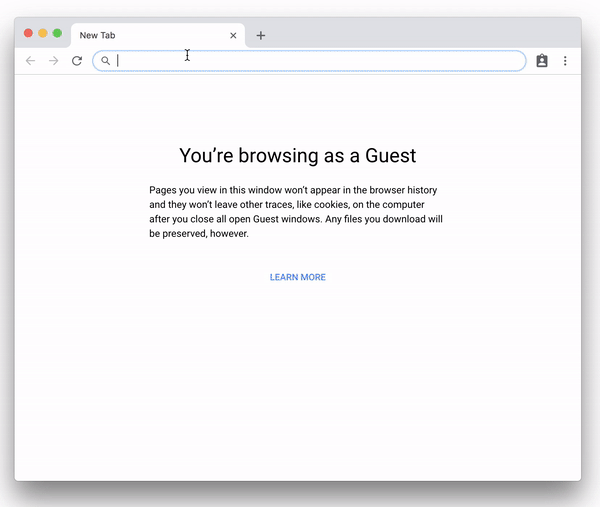 New Tab
You're browsing as a Guest
Pages you view in this window won't appear in the browser history
and they won't leave other traces, like cookies, on the computer
after you close all open Guest windows. Any files you download will
be preserved, however.
LEARN MORE